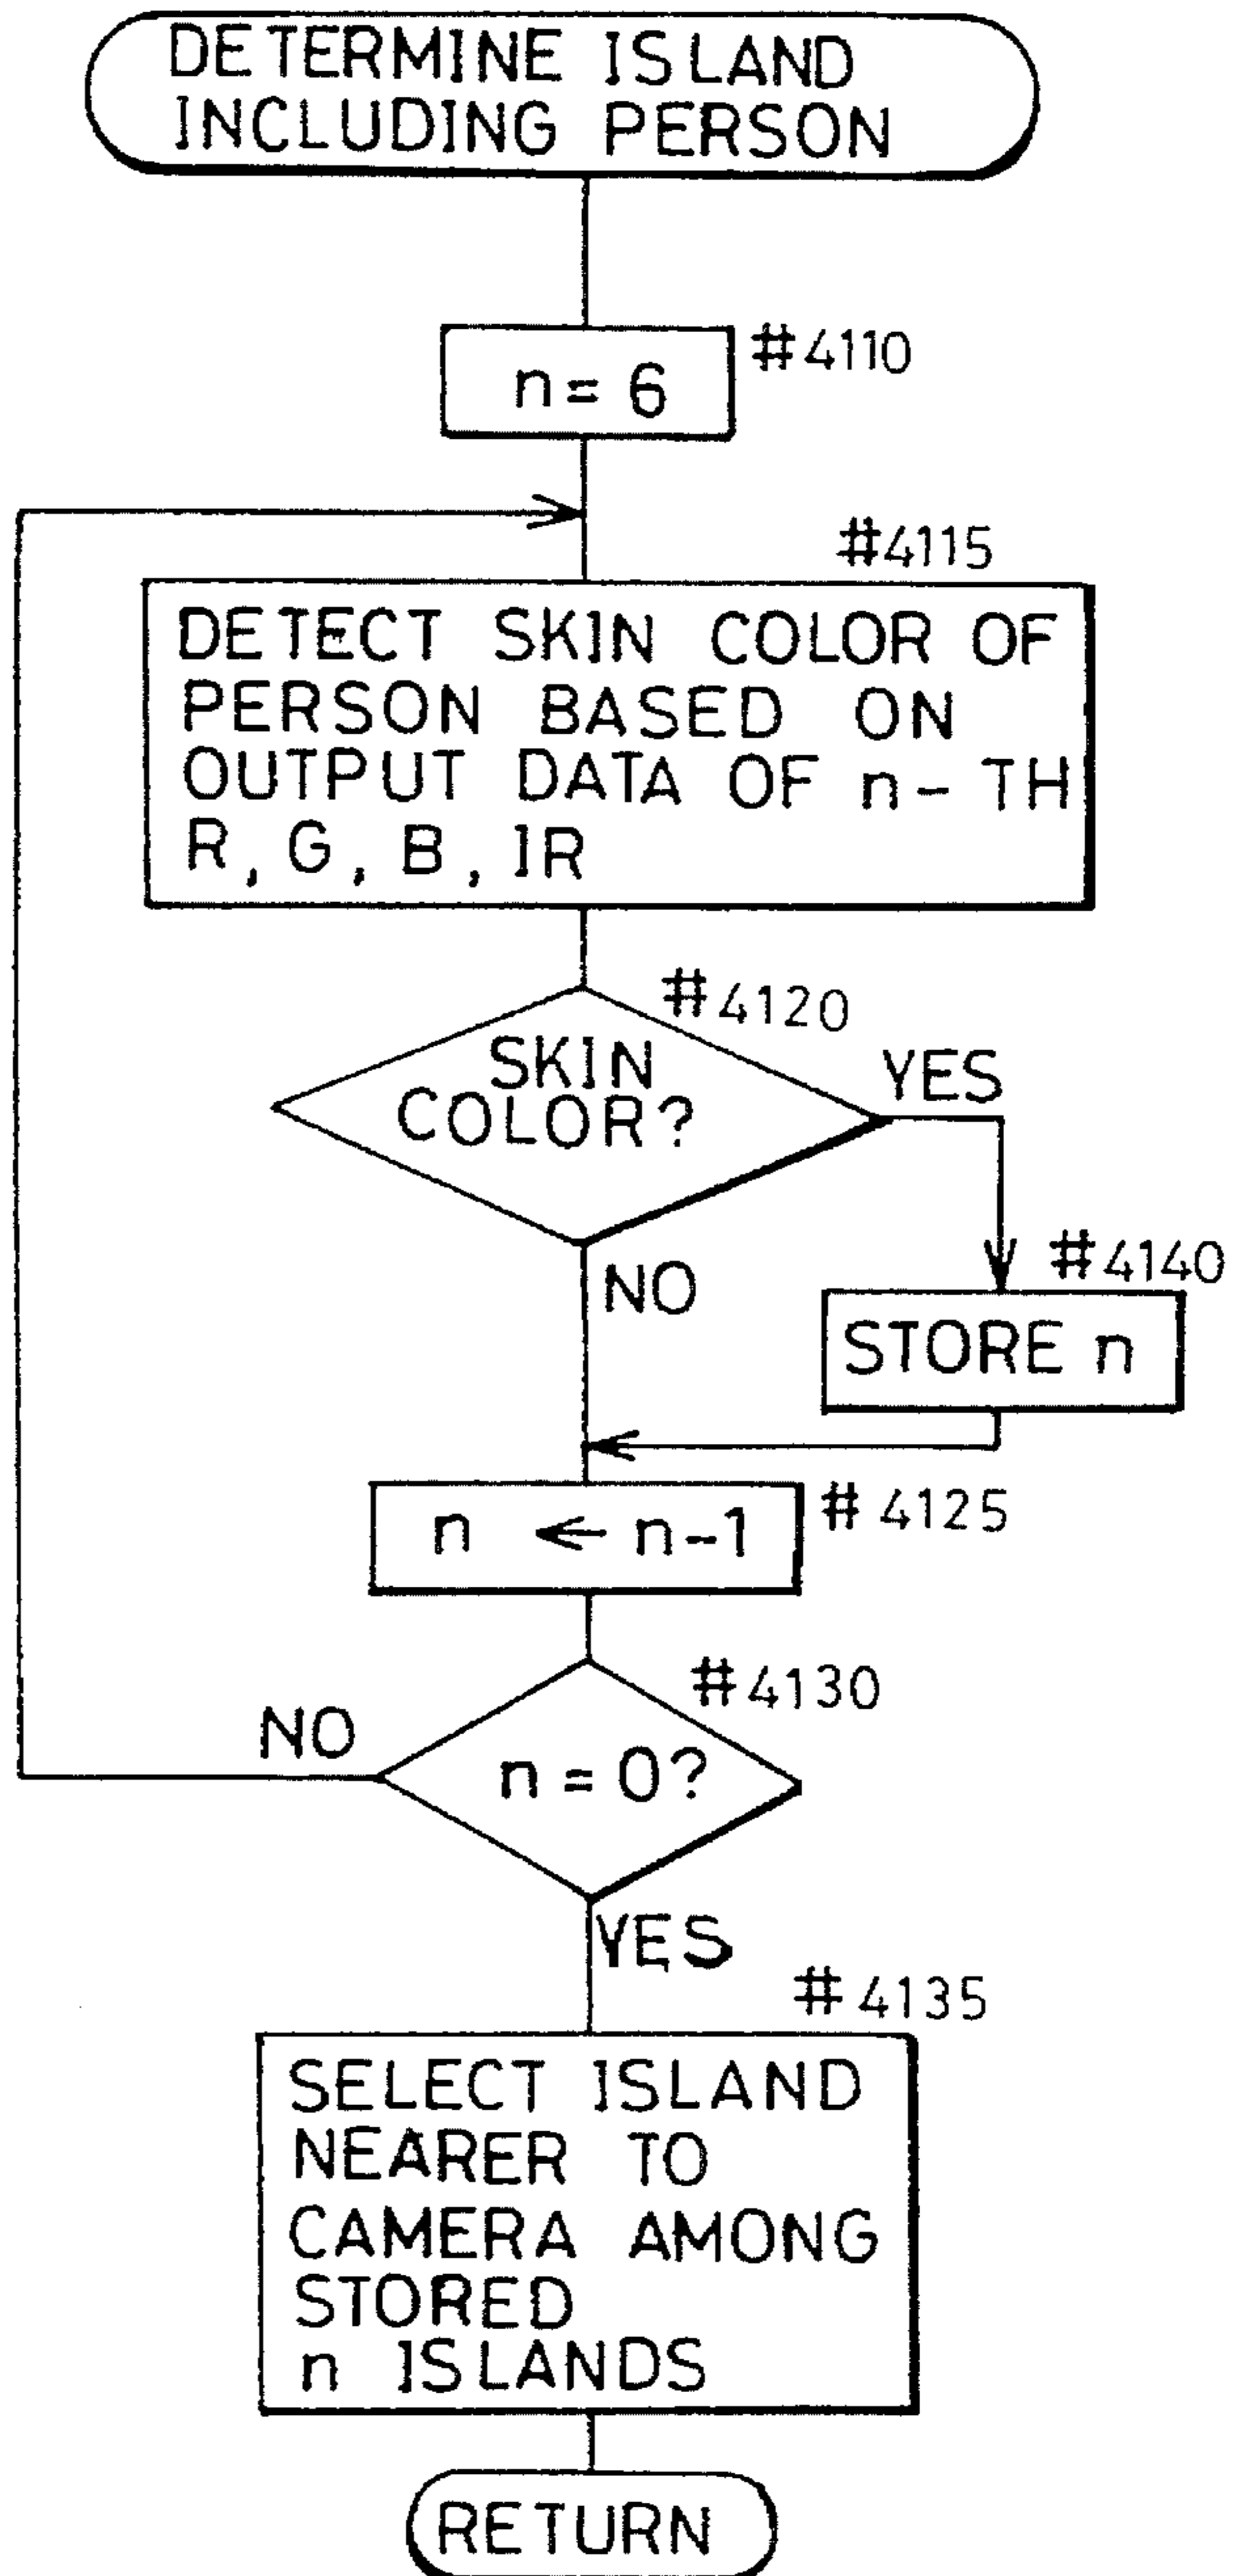 DETERMINE ISLAND
INCLUDING PERSON
n = 6
#4110
#4115
DETECT SKIN COLOR OF
PERSON BASED ON
OUTPUT DATA OF n-TH
R, G, B, IR
#4120
SKIN
COLOR?
YES
NO
#4140
STORE n
n ← n-1
#4125
#4130
NO
n = 0?
YES
#4135
SELECT ISLAND
NEARER TO
CAMERA AMONG
STORED
n ISLANDS
RETURN